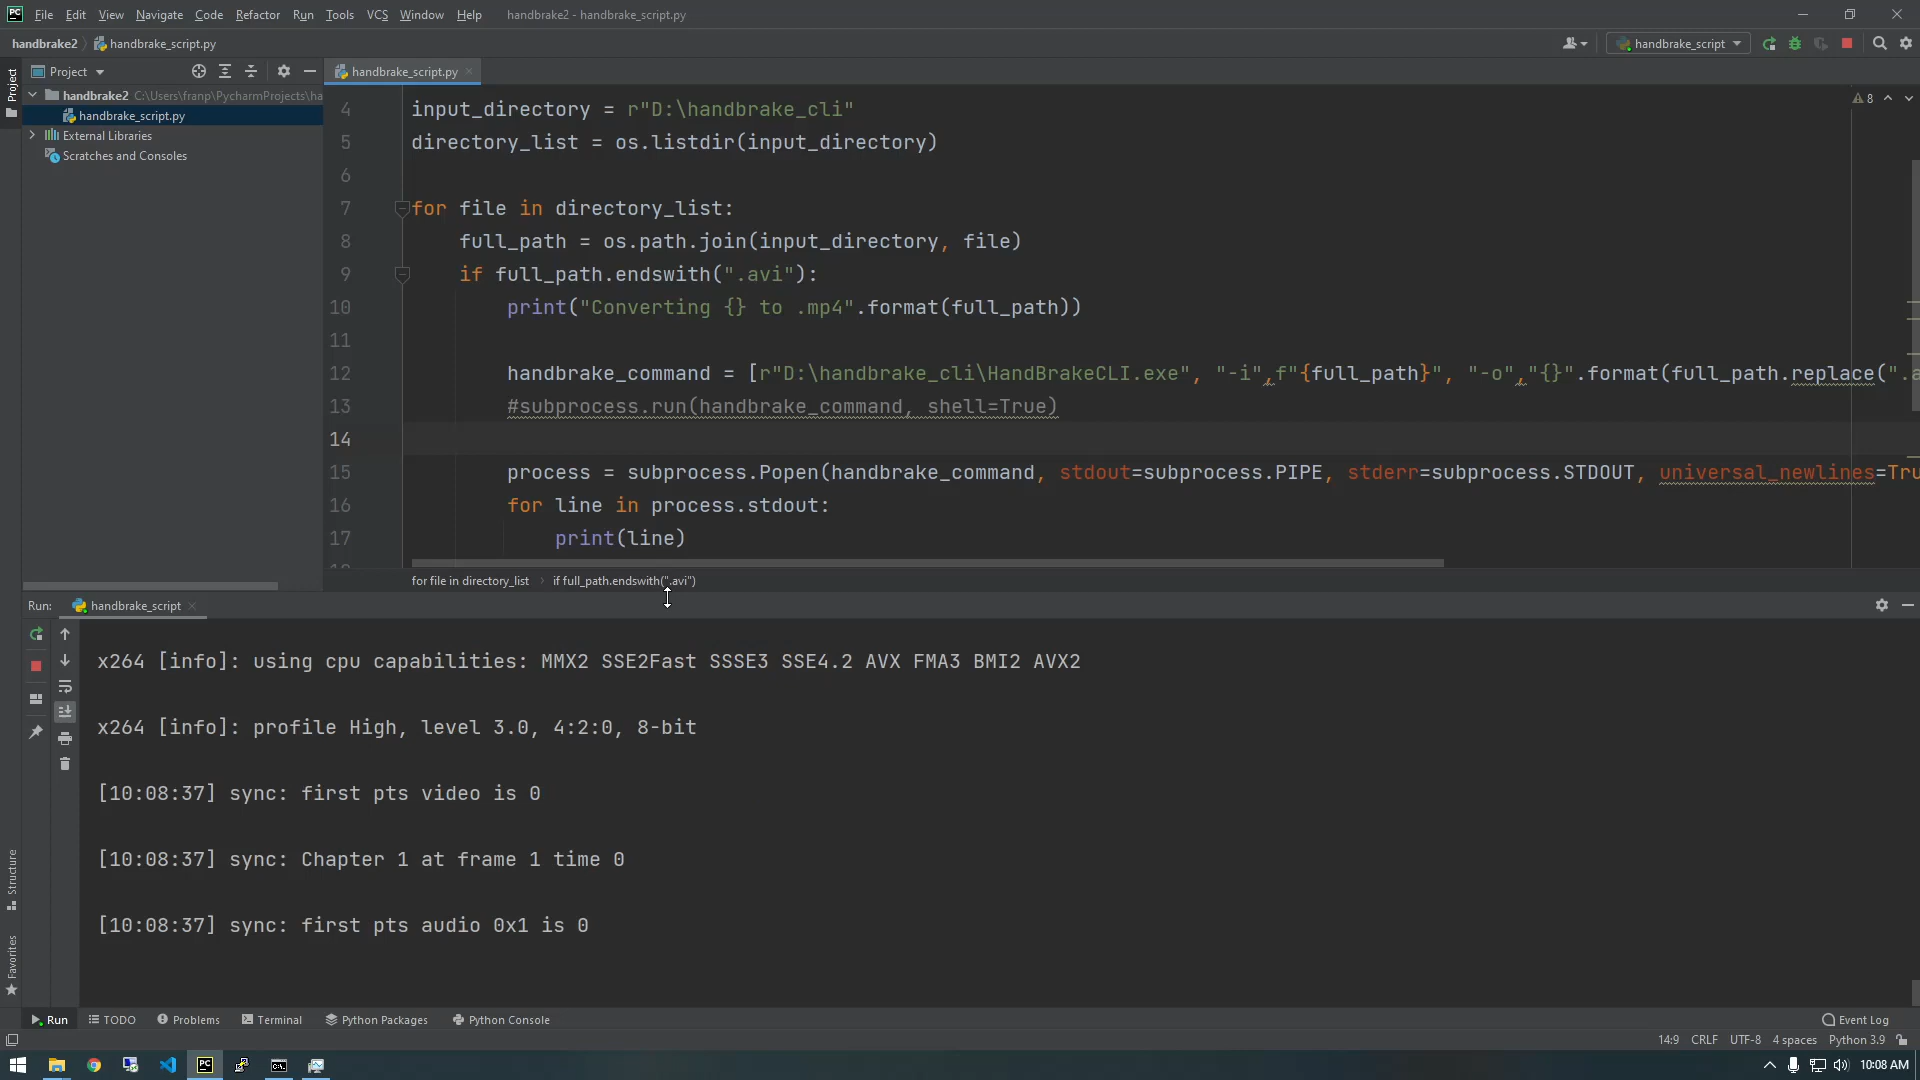 PC File Edit View Navigate Code Refactor Run Tools VCS Window Help handbrake2 - handbrake_script.py
handbrake2 handbrake_script.py handbrake_script
Project
Project
handbrake_script.py
handbrake2 C:\Users\franp\PycharmProjects\ha
handbrake_script.py
External Libraries
Scratches and Consoles
8
4 input_directory = r"D:\handbrake_cli"
5 directory_list = os.listdir(input_directory)
6
7 for file in directory_list:
8 full_path = os.path.join(input_directory, file)
9 if full_path.endswith(".avi"):
10 print("Converting {} to .mp4".format(full_path))
11
12 handbrake_command = [r"D:\handbrake_cli\HandBrakeCLI.exe", "-i",f"{full_path}", "-o","{}".format(full_path.replace(".a
13 #subprocess.run(handbrake_command, shell=True)
14
15 process = subprocess.Popen(handbrake_command, stdout=subprocess.PIPE, stderr=subprocess.STDOUT, universal_newlines=Tru
16 for line in process.stdout:
17 print(line)
for file in directory_list › if full_path.endswith(".avi")
Run: handbrake_script
x264 [info]: using cpu capabilities: MMX2 SSE2Fast SSSE3 SSE4.2 AVX FMA3 BMI2 AVX2
x264 [info]: profile High, level 3.0, 4:2:0, 8-bit
[10:08:37] sync: first pts video is 0
[10:08:37] sync: Chapter 1 at frame 1 time 0
[10:08:37] sync: first pts audio 0x1 is 0
Structure
Favorites
Run TODO Problems Terminal Python Packages Python Console Event Log
14:9 CRLF UTF-8 4 spaces Python 3.9
PC 10:08 AM